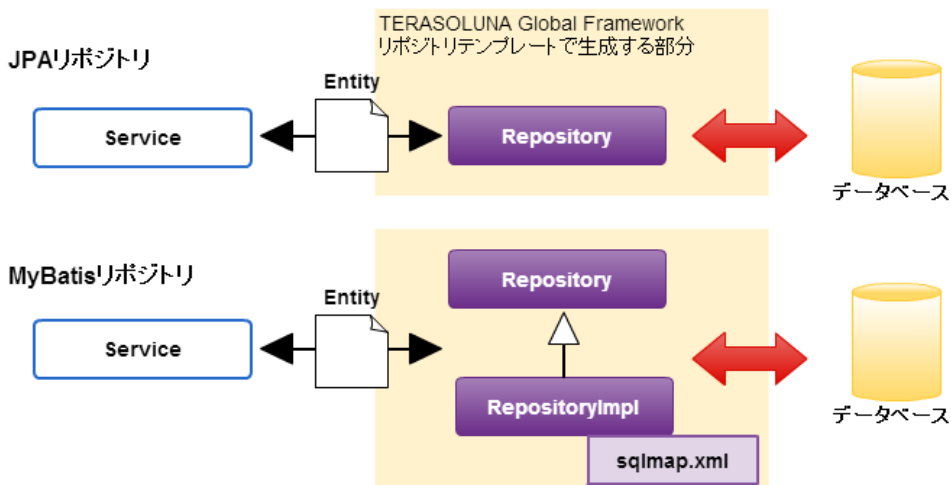 TERASOLUNA Global Framework
リポジトリテンプレートで生成する部分
JPAリポジトリ
Entity
Service
Repository
データベース
MyBatisリポジトリ
Repository
Entity
Service
RepositoryImpl
データベース
sqlmap.xml